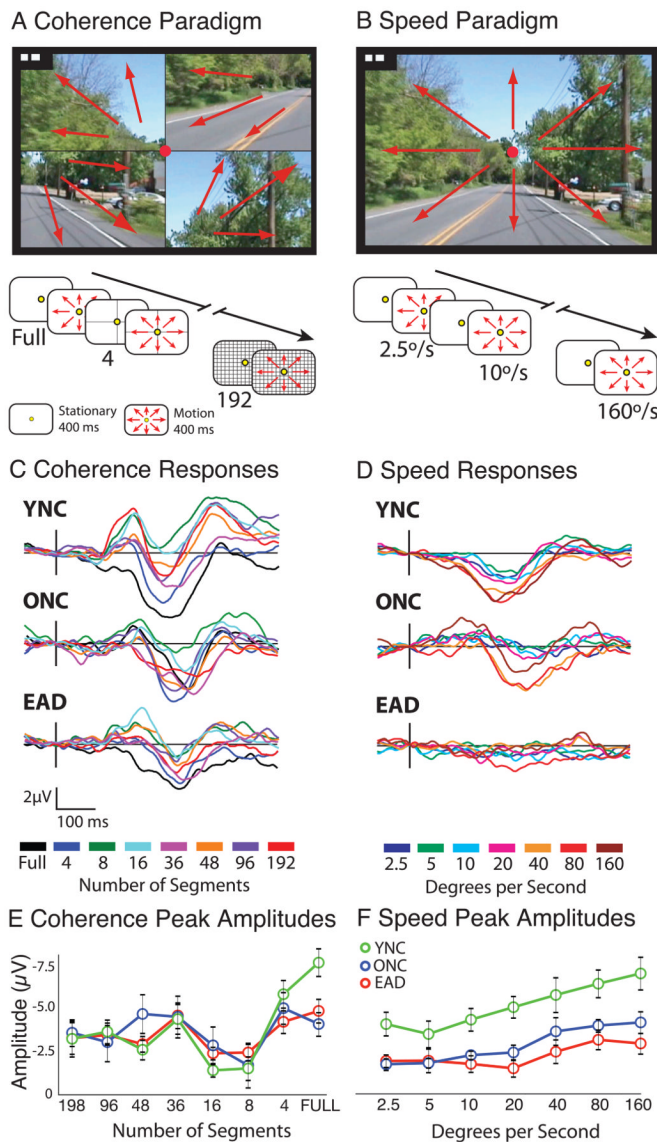 A Coherence Paradigm
B Speed Paradigm
Full
4
192
2.5º/s
10º/s
160º/s
Stationary
400 ms
Motion
400 ms
C Coherence Responses
D Speed Responses
YNC
YNC
ONC
ONC
EAD
EAD
2µV
100 ms
Full 4 8 16 36 48 96 192
Number of Segments
2.5 5 10 20 40 80 160
Degrees per Second
E Coherence Peak Amplitudes
F Speed Peak Amplitudes
Amplitude (µV)
-7.5
-5.0
-2.5
0
198 96 48 36 16 8 4 FULL
Number of Segments
YNC
ONC
EAD
2.5 5 10 20 40 80 160
Degrees per Second